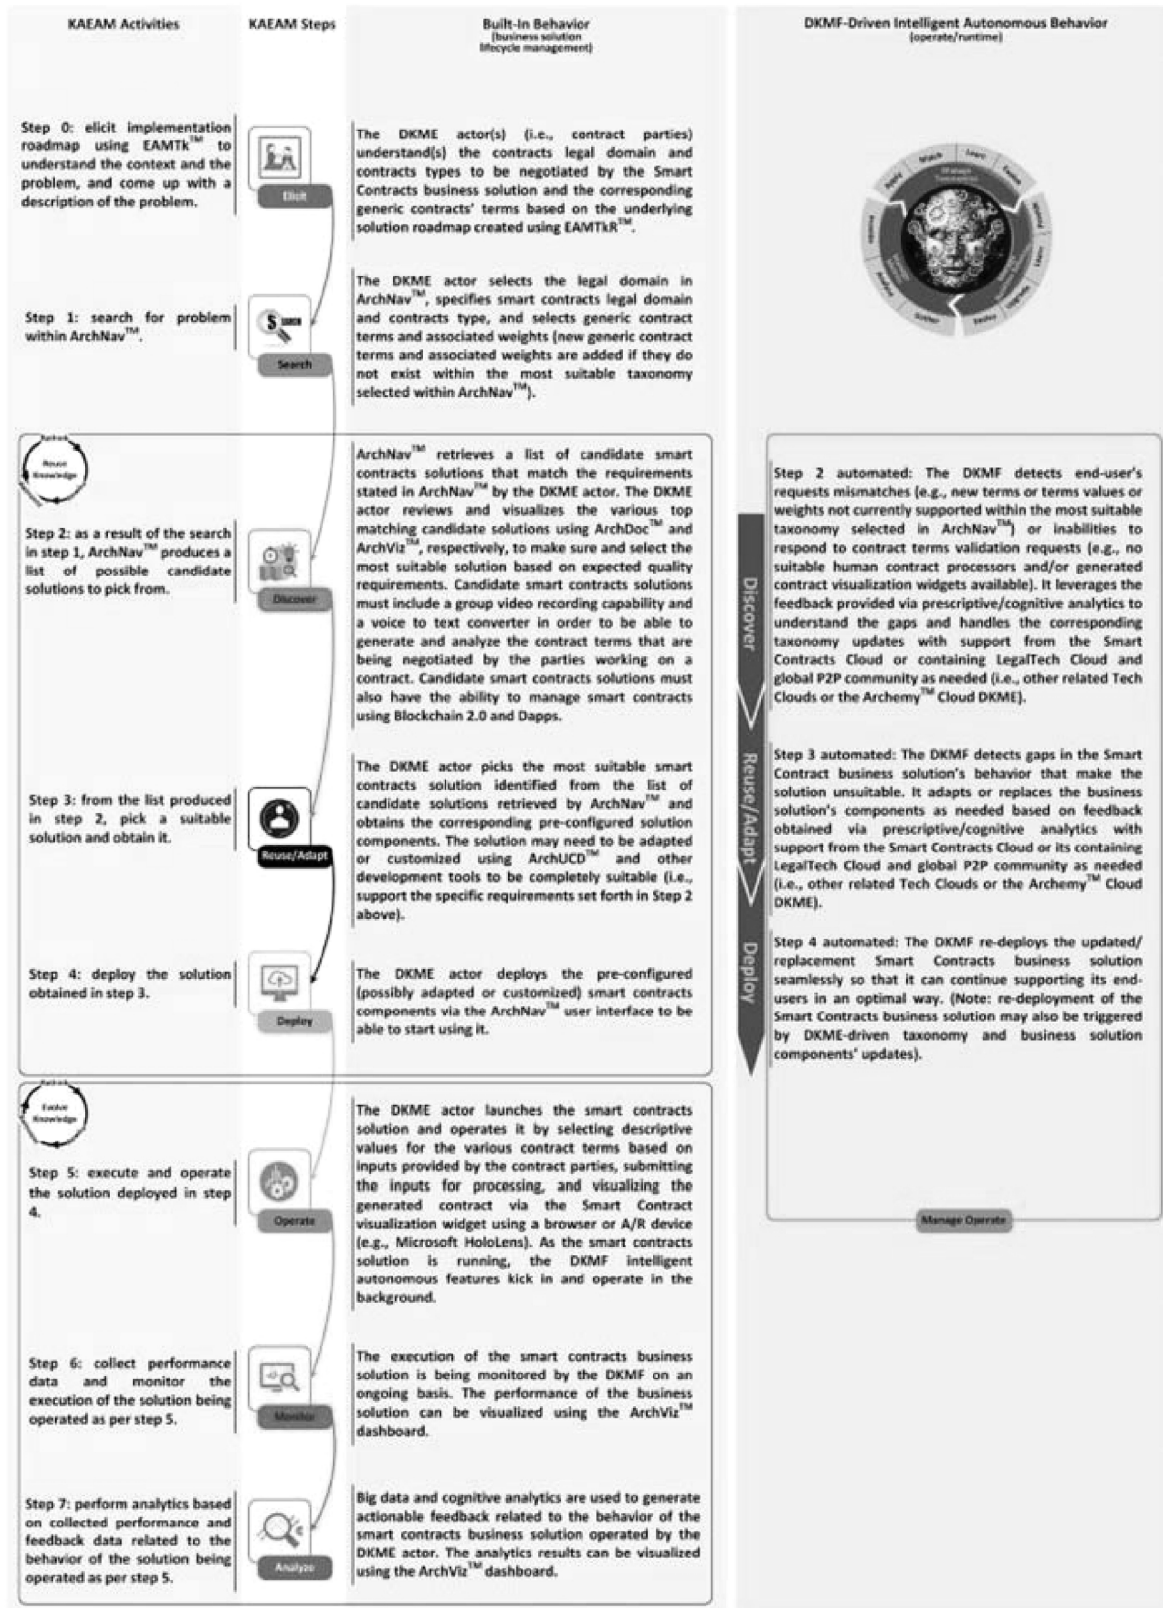 KAEAM Activities
KAEAM Steps
Built-In Behavior
(business solution
lifecycle management)
DKMF-Driven Intelligent Autonomous Behavior
(operate/runtime)
Step 0: elicit implementation
roadmap using EAMTk™ to
understand the context and the
problem, and come up with a
description of the problem.
Elicit
The DKME actor(s) (i.e., contract parties)
understand(s) the contracts legal domain and
contracts types to be negotiated by the Smart
Contracts business solution and the corresponding
generic contracts' terms based on the underlying
solution roadmap created using EAMTkR™.
Match
Learn
Apply
Step 1: search for problem
within ArchNav™.
SEARCH
Search
The DKME actor selects the legal domain in
ArchNav™, specifies smart contracts legal domain
and contracts type, and selects generic contract
terms and associated weights (new generic contract
terms and associated weights are added if they do
not exist within the most suitable taxonomy
selected within ArchNav™).
Reuse
Knowledge
Step 2: as a result of the search
in step 1, ArchNav™ produces a
list of possible candidate
solutions to pick from.
Discover
ArchNav™ retrieves a list of candidate smart
contracts solutions that match the requirements
stated in ArchNav™ by the DKME actor. The DKME
actor reviews and visualizes the various top
matching candidate solutions using ArchDoc™ and
ArchViz™, respectively, to make sure and select the
most suitable solution based on expected quality
requirements. Candidate smart contracts solutions
must include a group video recording capability and
a voice to text converter in order to be able to
generate and analyze the contract terms that are
being negotiated by the parties working on a
contract. Candidate smart contracts solutions must
also have the ability to manage smart contracts
using Blockchain 2.0 and Dapps.
Discover
Step 2 automated: The DKMF detects end-user's
requests mismatches (e.g., new terms or terms values or
weights not currently supported within the most suitable
taxonomy selected in ArchNav™) or inabilities to
respond to contract terms validation requests (e.g., no
suitable human contract processors and/or generated
contract visualization widgets available). It leverages the
feedback provided via prescriptive/cognitive analytics to
understand the gaps and handles the corresponding
taxonomy updates with support from the Smart
Contracts Cloud or containing LegalTech Cloud and
global P2P community as needed (i.e., other related Tech
Clouds or the Archemy™ Cloud DKME).
Step 3: from the list produced
in step 2, pick a suitable
solution and obtain it.
Reuse/Adapt
The DKME actor picks the most suitable smart
contracts solution identified from the list of
candidate solutions retrieved by ArchNav™ and
obtains the corresponding pre-configured solution
components. The solution may need to be adapted
or customized using ArchUCD™ and other
development tools to be completely suitable (i.e.,
support the specific requirements set forth in Step 2
above).
Reuse/Adapt
Step 3 automated: The DKMF detects gaps in the Smart
Contract business solution's behavior that make the
solution unsuitable. It adapts or replaces the business
solution's components as needed based on feedback
obtained via prescriptive/cognitive analytics with
support from the Smart Contracts Cloud or its containing
LegalTech Cloud and global P2P community as needed
(i.e., other related Tech Clouds or the Archemy™ Cloud
DKME).
Step 4: deploy the solution
obtained in step 3.
Deploy
The DKME actor deploys the pre-configured
(possibly adapted or customized) smart contracts
components via the ArchNav™ user interface to be
able to start using it.
Deploy
Step 4 automated: The DKMF re-deploys the updated/
replacement Smart Contracts business solution
seamlessly so that it can continue supporting its end-
users in an optimal way. (Note: re-deployment of the
Smart Contracts business solution may also be triggered
by DKME-driven taxonomy and business solution
components' updates).
Manage Operate
Evolve
Knowledge
Step 5: execute and operate
the solution deployed in step
4.
Operate
The DKME actor launches the smart contracts
solution and operates it by selecting descriptive
values for the various contract terms based on
inputs provided by the contract parties, submitting
the inputs for processing, and visualizing the
generated contract via the Smart Contract
visualization widget using a browser or A/R device
(e.g., Microsoft HoloLens). As the smart contracts
solution is running, the DKMF intelligent
autonomous features kick in and operate in the
background.
Step 6: collect performance
data and monitor the
execution of the solution being
operated as per step 5.
Monitor
The execution of the smart contracts business
solution is being monitored by the DKMF on an
ongoing basis. The performance of the business
solution can be visualized using the ArchViz™
dashboard.
Step 7: perform analytics based
on collected performance and
feedback data related to the
behavior of the solution being
operated as per step 5.
Analyze
Big data and cognitive analytics are used to generate
actionable feedback related to the behavior of the
smart contracts business solution operated by the
DKME actor. The analytics results can be visualized
using the ArchViz™ dashboard.